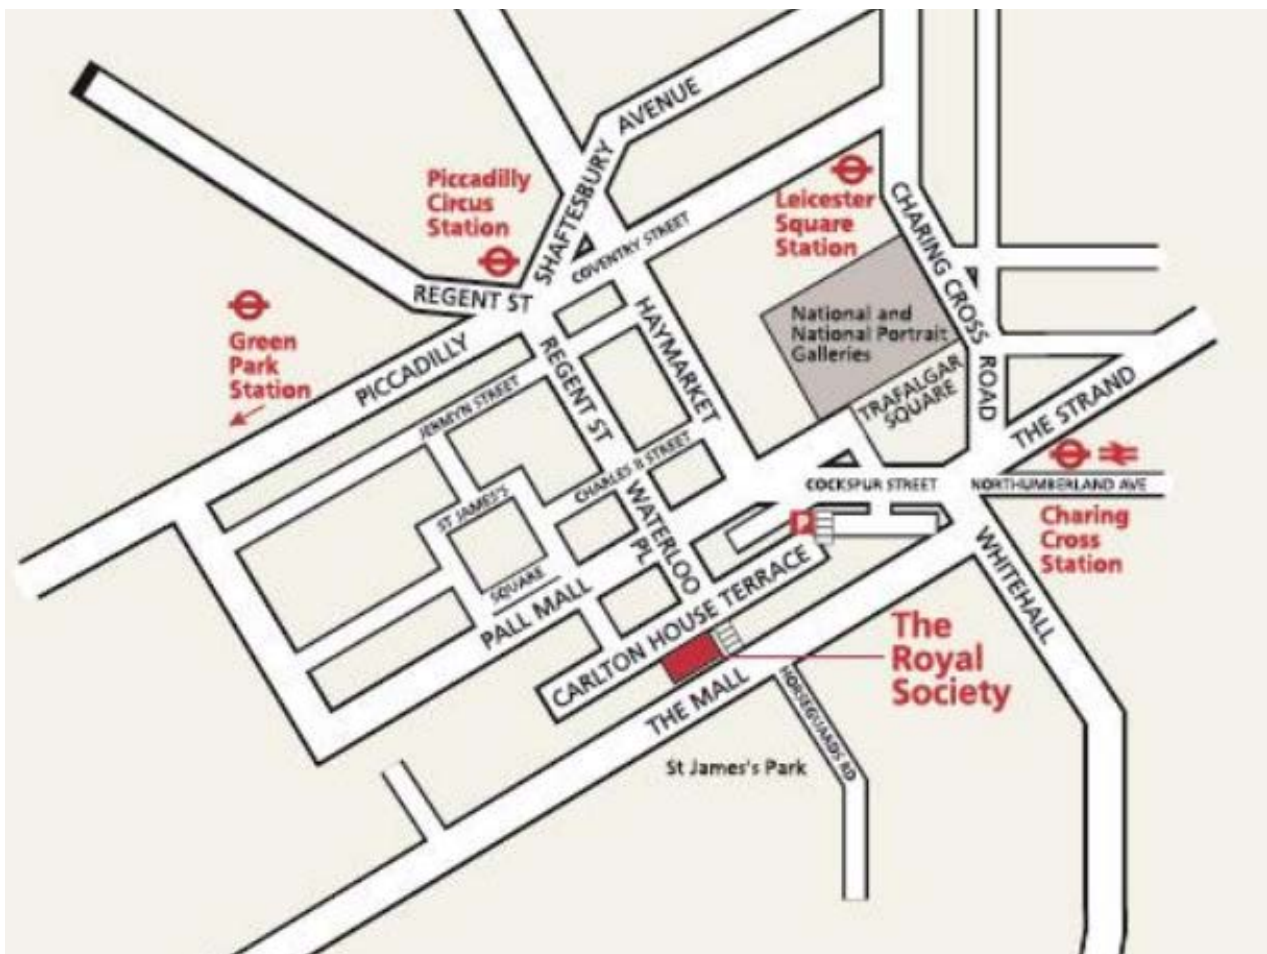 AVENUE
SHAFTESBURY
Piccadilly
Circus
Station
Leicester
Square
Station
CHARING CROSS
ROAD
COVENTRY STREET
REGENT ST
HAYMARKET
National and
National Portrait
Galleries
Green
Park
Station
PICCADILLY
REGENT ST
TRAFALGAR
SQUARE
JERMYN STREET
THE STRAND
CHARLES II STREET
COCKSPUR STREET
NORTHUMBERLAND AVE
ST JAMES'S
SQUARE
WATERLOO
PL
Charing
Cross
Station
PALL MALL
CARLTON HOUSE TERRACE
WHITEHALL
The
Royal
Society
THE MALL
HORSEGUARDS RD
St James's Park